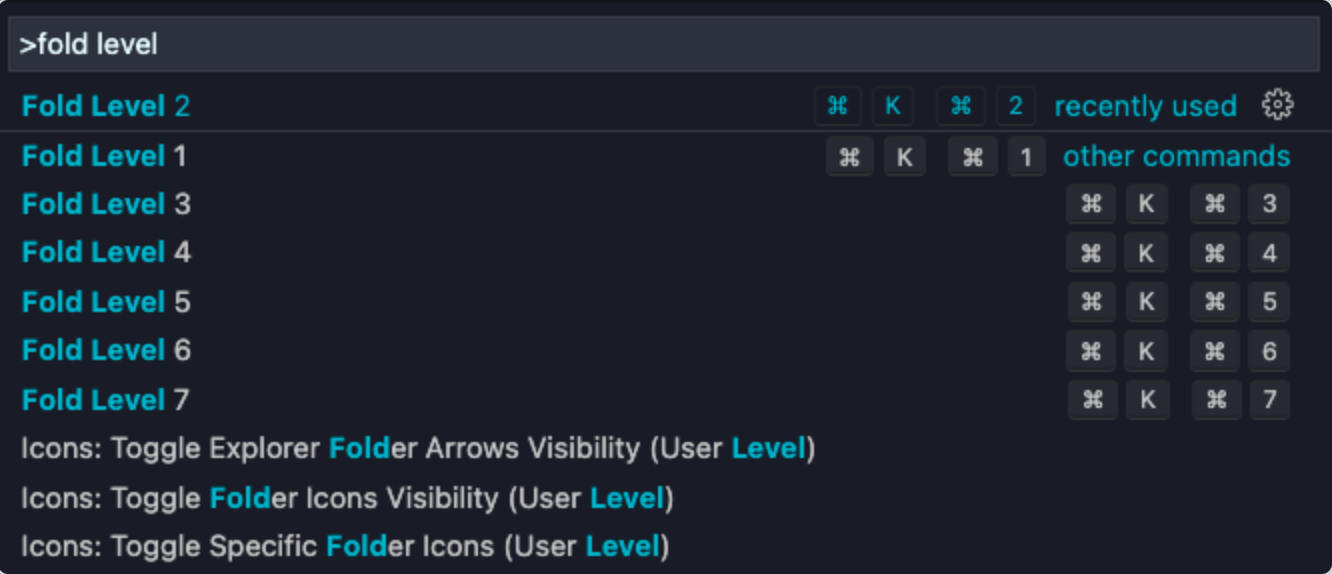 >fold level
Fold Level 2 ⌘ K ⌘ 2 recently used
Fold Level 1 ⌘ K ⌘ 1 other commands
Fold Level 3 ⌘ K ⌘ 3
Fold Level 4 ⌘ K ⌘ 4
Fold Level 5 ⌘ K ⌘ 5
Fold Level 6 ⌘ K ⌘ 6
Fold Level 7 ⌘ K ⌘ 7
Icons: Toggle Explorer Folder Arrows Visibility (User Level)
Icons: Toggle Folder Icons Visibility (User Level)
Icons: Toggle Specific Folder Icons (User Level)